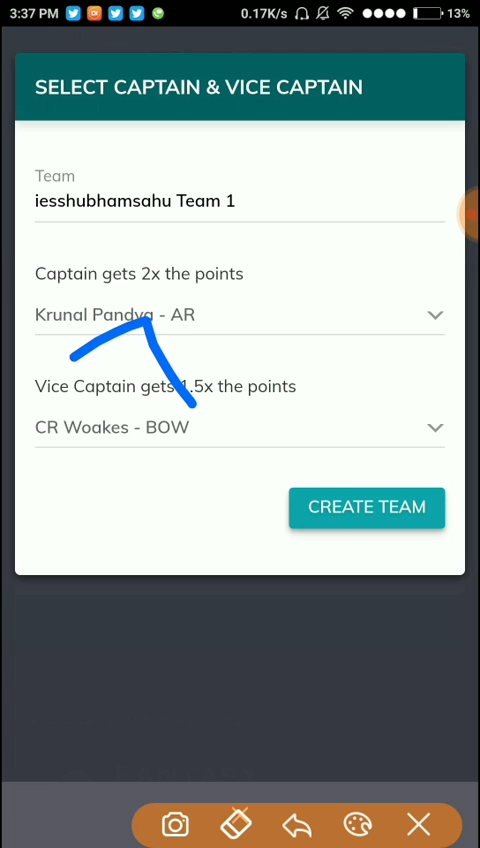 3:37 PM 0.17K/s 13%
SELECT CAPTAIN & VICE CAPTAIN
Team
iesshubhamsahu Team 1
Captain gets 2x the points
Krunal Pandya - AR
Vice Captain gets 1.5x the points
CR Woakes - BOW
CREATE TEAM